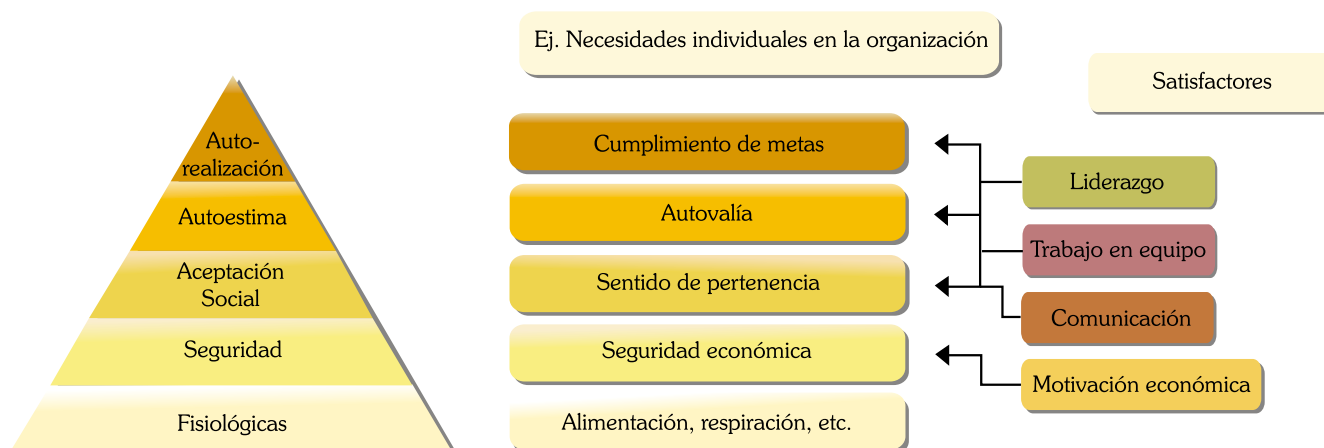 Ej. Necesidades individuales en la organización
Satisfactores
Auto-
realización
Autoestima
Aceptación
Social
Seguridad
Fisiológicas
Cumplimiento de metas
Autovalía
Sentido de pertenencia
Seguridad económica
Alimentación, respiración, etc.
Liderazgo
Trabajo en equipo
Comunicación
Motivación económica